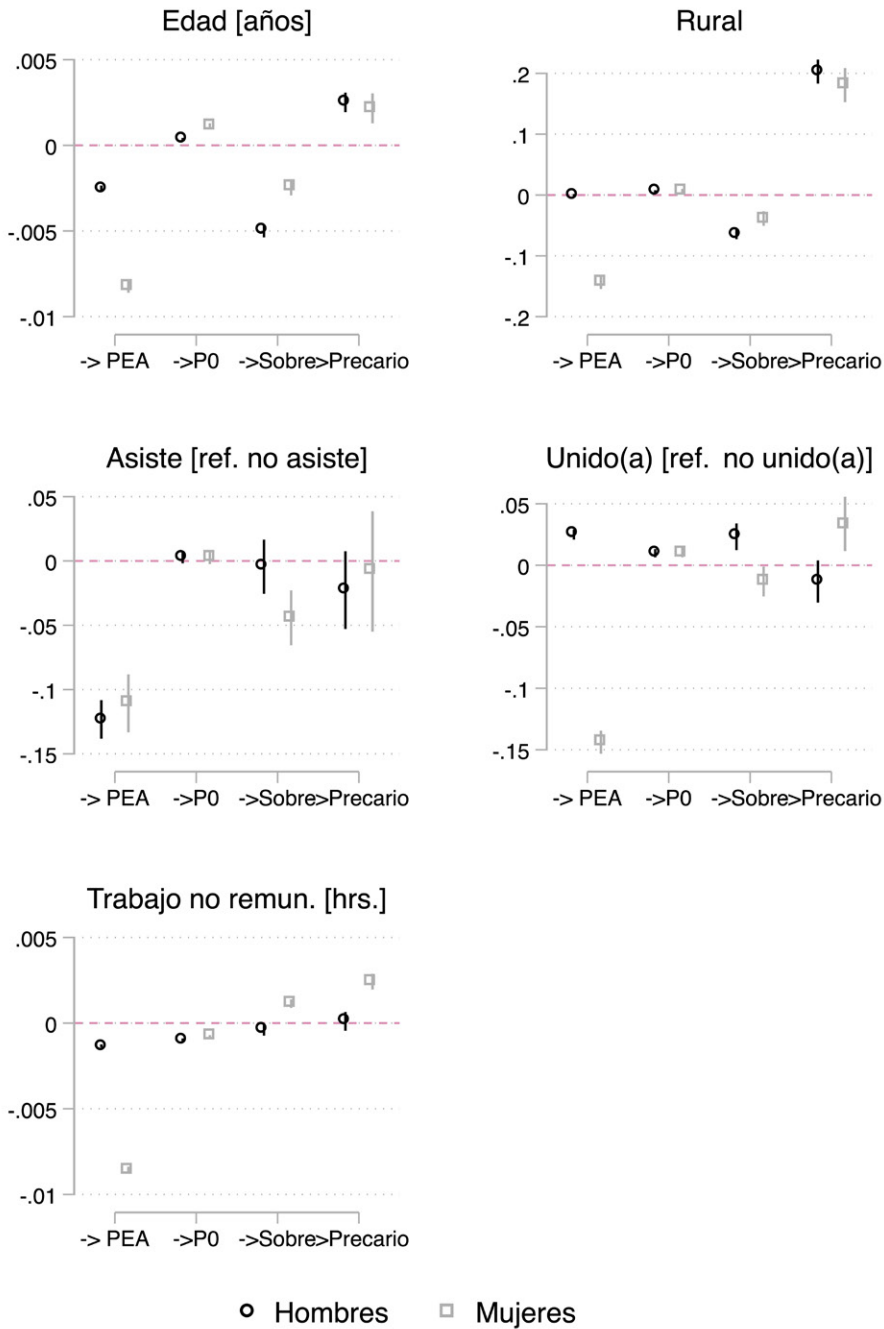 Edad [años]
.005
0
-.005
-.01
-> PEA ->P0 ->Sobre>Precario
Rural
.2
.1
0
-.1
-.2
-> PEA ->P0 ->Sobre>Precario
Asiste [ref. no asiste]
.05
0
-.05
-.1
-.15
-> PEA ->P0 ->Sobre>Precario
Unido(a) [ref. no unido(a)]
.05
0
-.05
-.1
-.15
-> PEA ->P0 ->Sobre>Precario
Trabajo no remun. [hrs.]
.005
0
-.005
-.01
-> PEA ->P0 ->Sobre>Precario
Hombres Mujeres